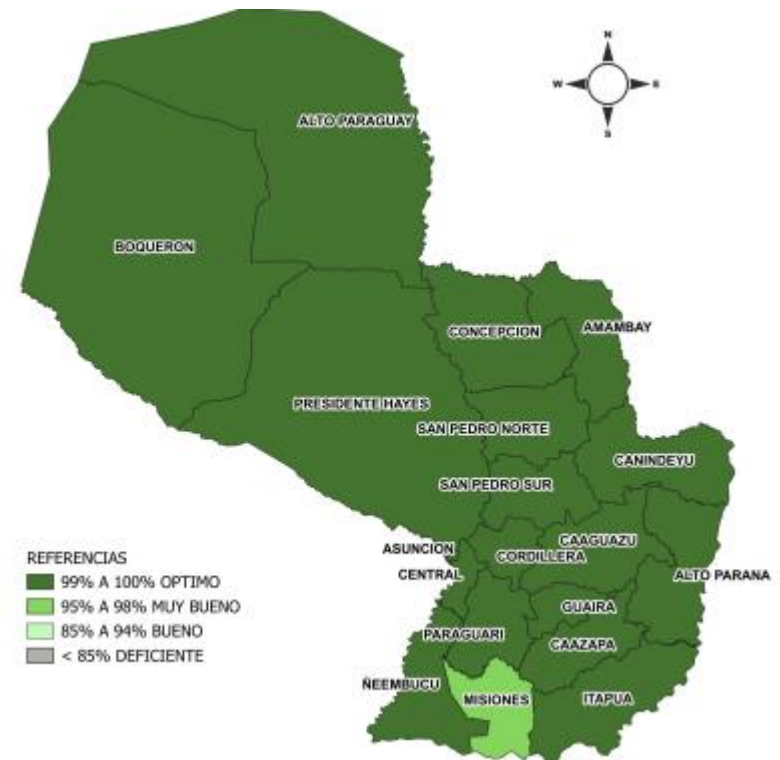 N
W E
S
ALTO PARAGUAY
BOQUERON
CONCEPCION
AMAMBAY
PRESIDENTE HAYES
SAN PEDRO NORTE
CANINDEYU
SAN PEDRO SUR
ASUNCION
CAAGUAZU
CORDILLERA
CENTRAL
ALTO PARANA
GUAIRA
PARAGUARI
CAAZAPA
ÑEEMBUCU
MISIONES
ITAPUA
REFERENCIAS
99% A 100% OPTIMO
95% A 98% MUY BUENO
85% A 94% BUENO
< 85% DEFICIENTE